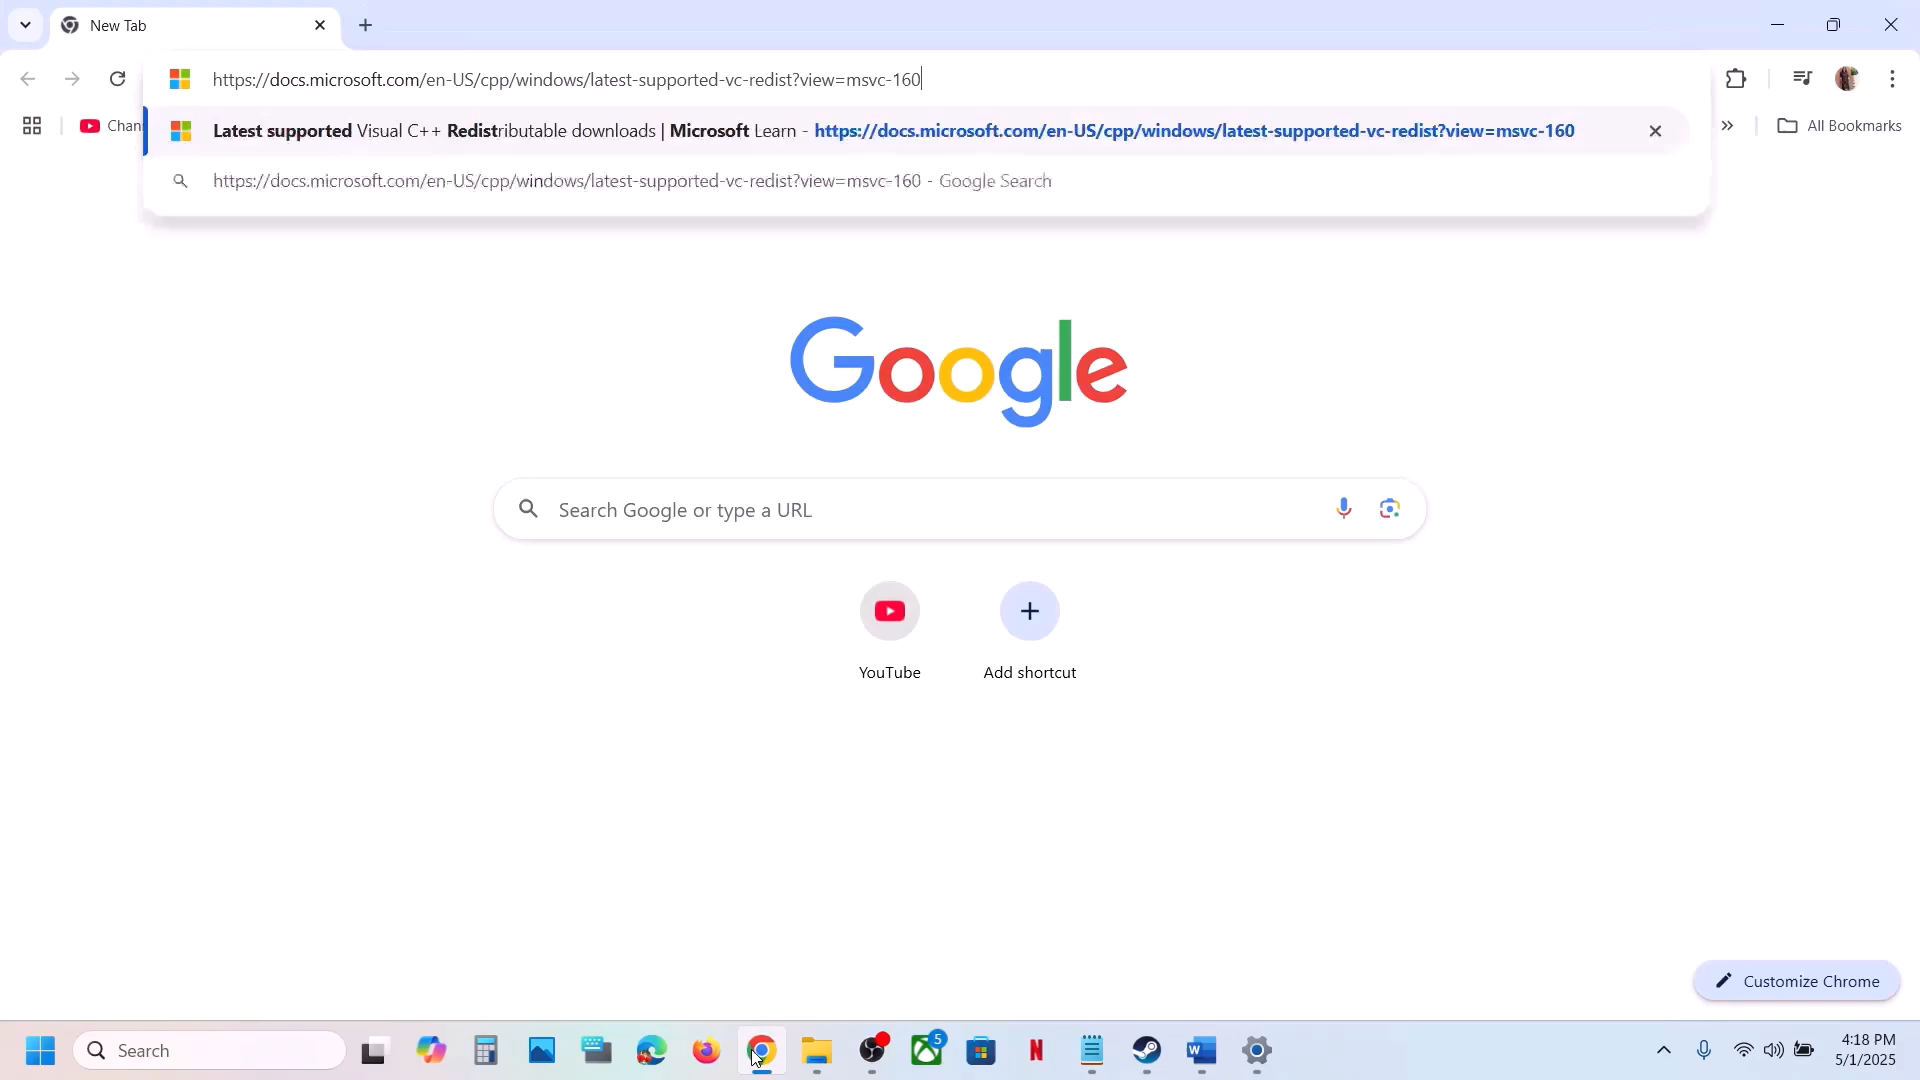 New Tab
https://docs.microsoft.com/en-US/cpp/windows/latest-supported-vc-redist?view=msvc-160
Latest supported Visual C++ Redistributable downloads | Microsoft Learn - https://docs.microsoft.com/en-US/cpp/windows/latest-supported-vc-redist?view=msvc-160
Chan
All Bookmarks
https://docs.microsoft.com/en-US/cpp/windows/latest-supported-vc-redist?view=msvc-160 - Google Search
Google
Search Google or type a URL
YouTube
Add shortcut
Customize Chrome
Search
5
N
W
4:18 PM
5/1/2025